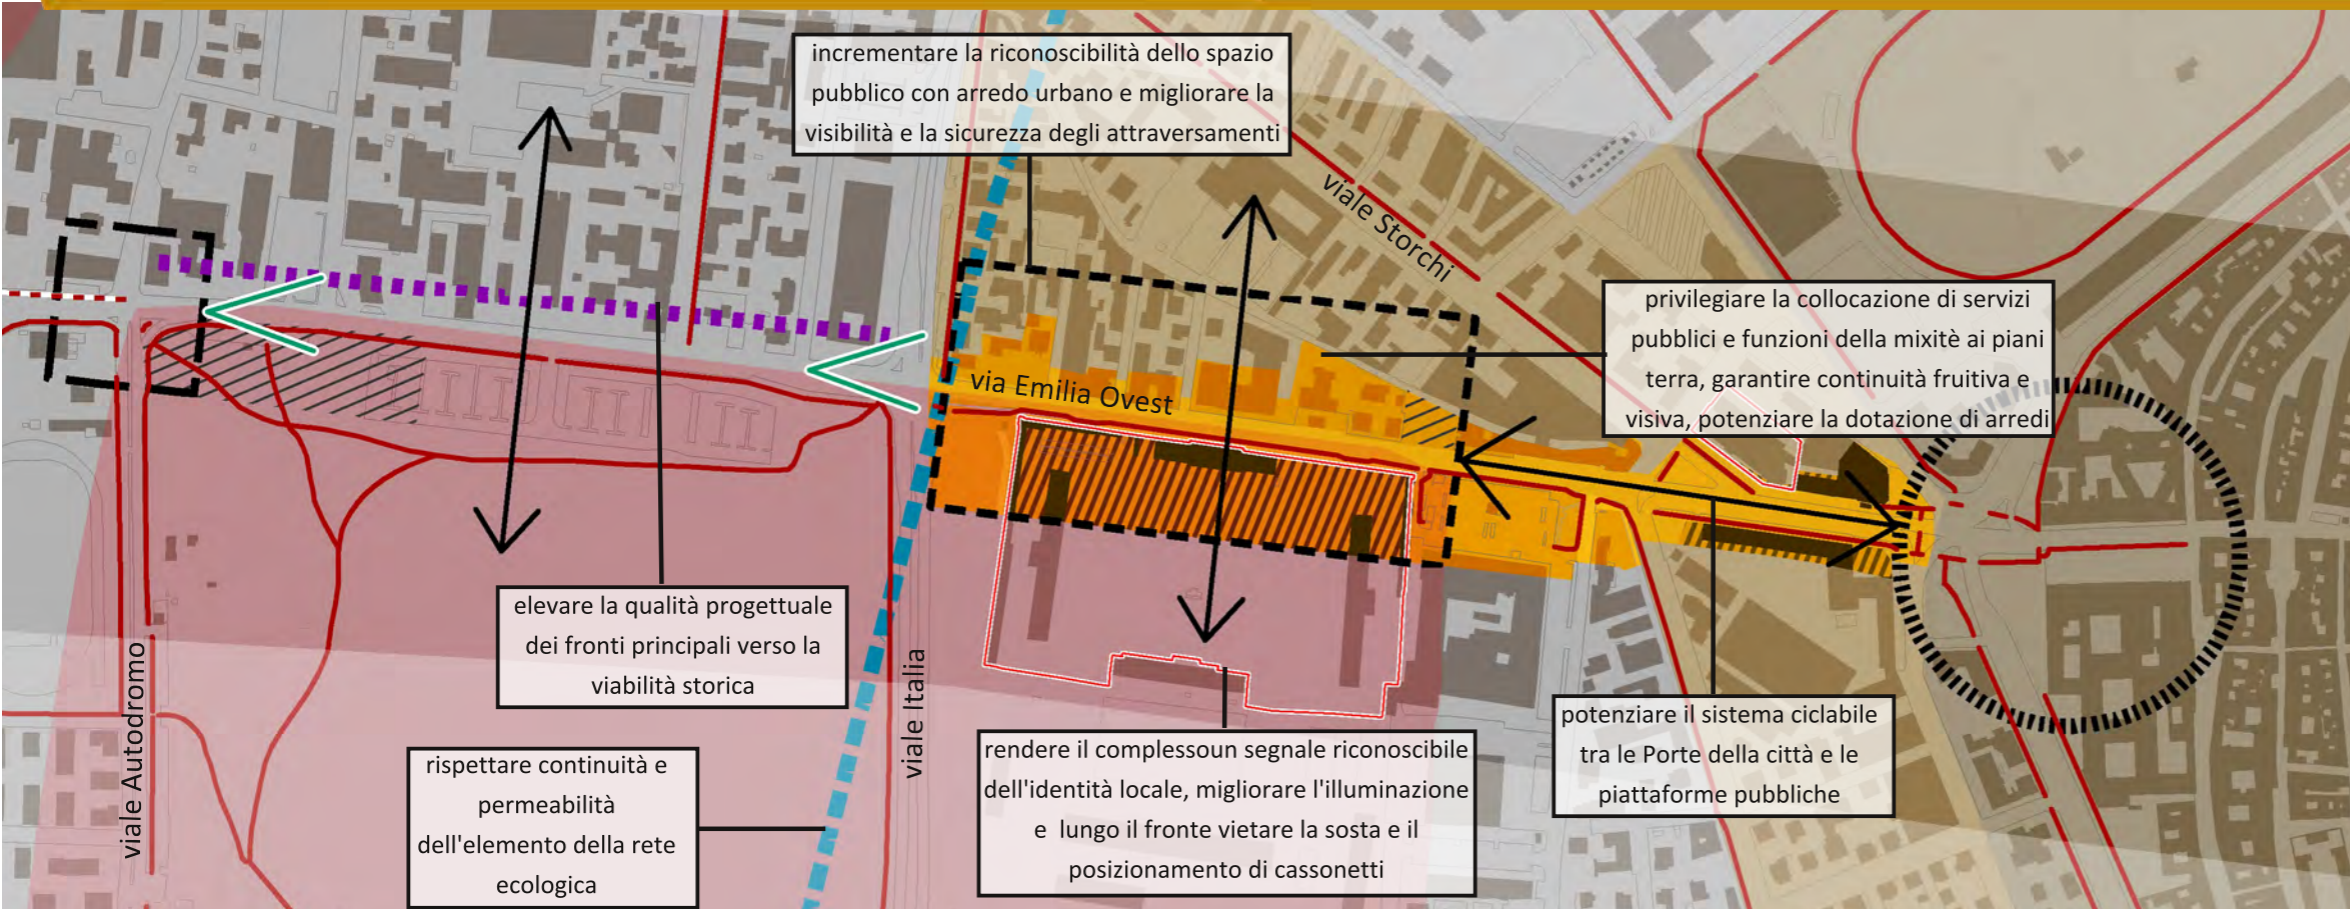 incrementare la riconoscibilità dello spazio
pubblico con arredo urbano e migliorare la
visibilità e la sicurezza degli attraversamenti
viale Storchi
privilegiare la collocazione di servizi
pubblici e funzioni della mixitè ai piani
terra, garantire continuità fruitiva e
visiva, potenziare la dotazione di arredi
via Emilia Ovest
elevare la qualità progettuale
dei fronti principali verso la
viabilità storica
viale Autodromo
viale Italia
rispettare continuità e
permeabilità
dell'elemento della rete
ecologica
rendere il complessoun segnale riconoscibile
dell'identità locale, migliorare l'illuminazione
e lungo il fronte vietare la sosta e il
posizionamento di cassonetti
potenziare il sistema ciclabile
tra le Porte della città e le
piattaforme pubbliche